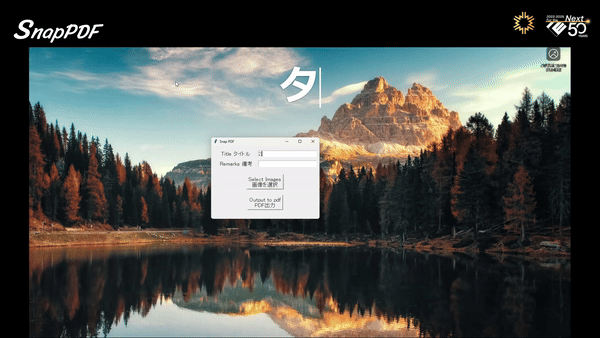 SnapPDF
Next
50
タ
Snap PDF
Title タイトル
Remarks 備考
Select Images
画像を選択
Output to pdf
PDF出力